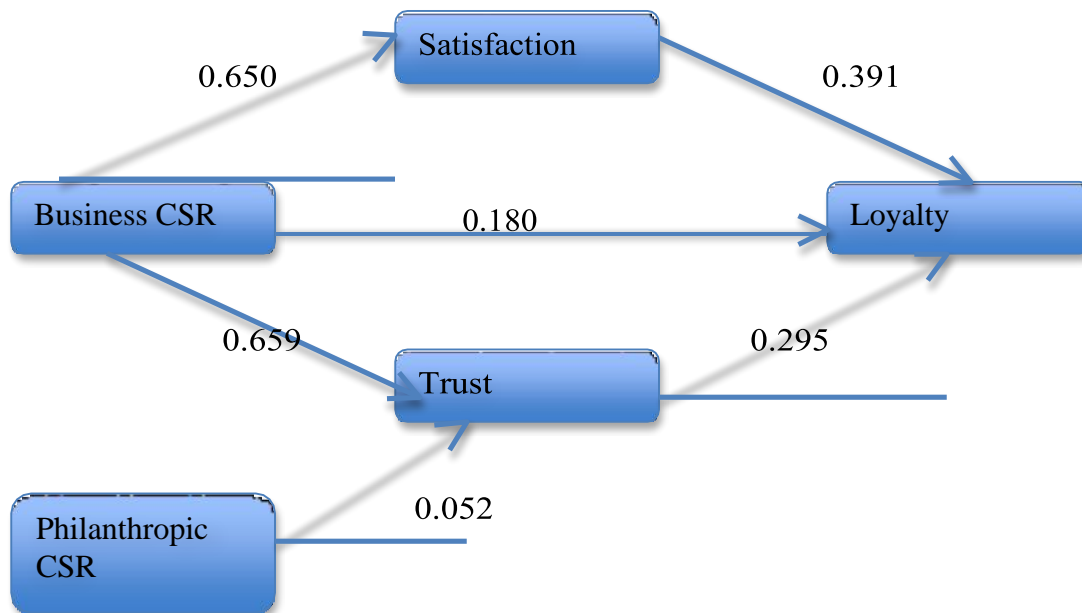 Satisfaction
0.650
0.391
Business CSR
0.180
Loyalty
0.659
0.295
Trust
0.052
Philanthropic
CSR